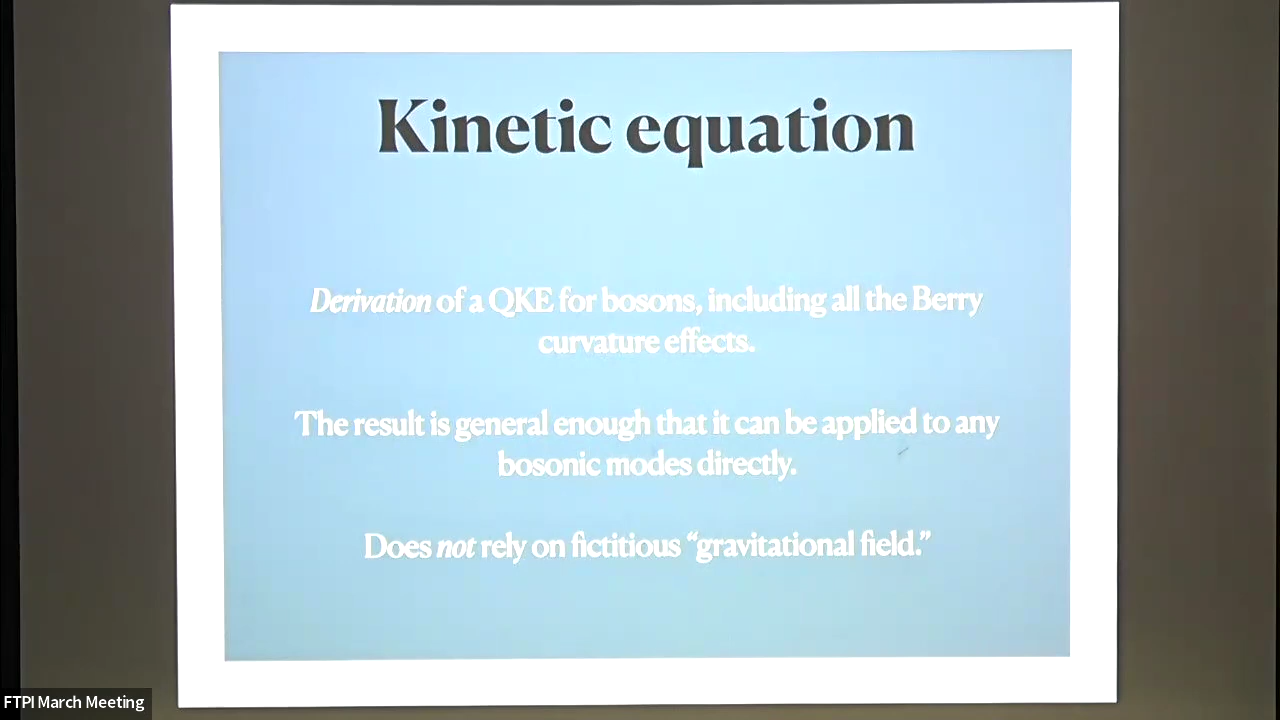 Kinetic equation
Derivation of a QKE for bosons, including all the Berry
curvature effects.
The result is general enough that it can be applied to any
bosonic modes directly.
Does not rely on fictitious “gravitational field.”
FTPI March Meeting